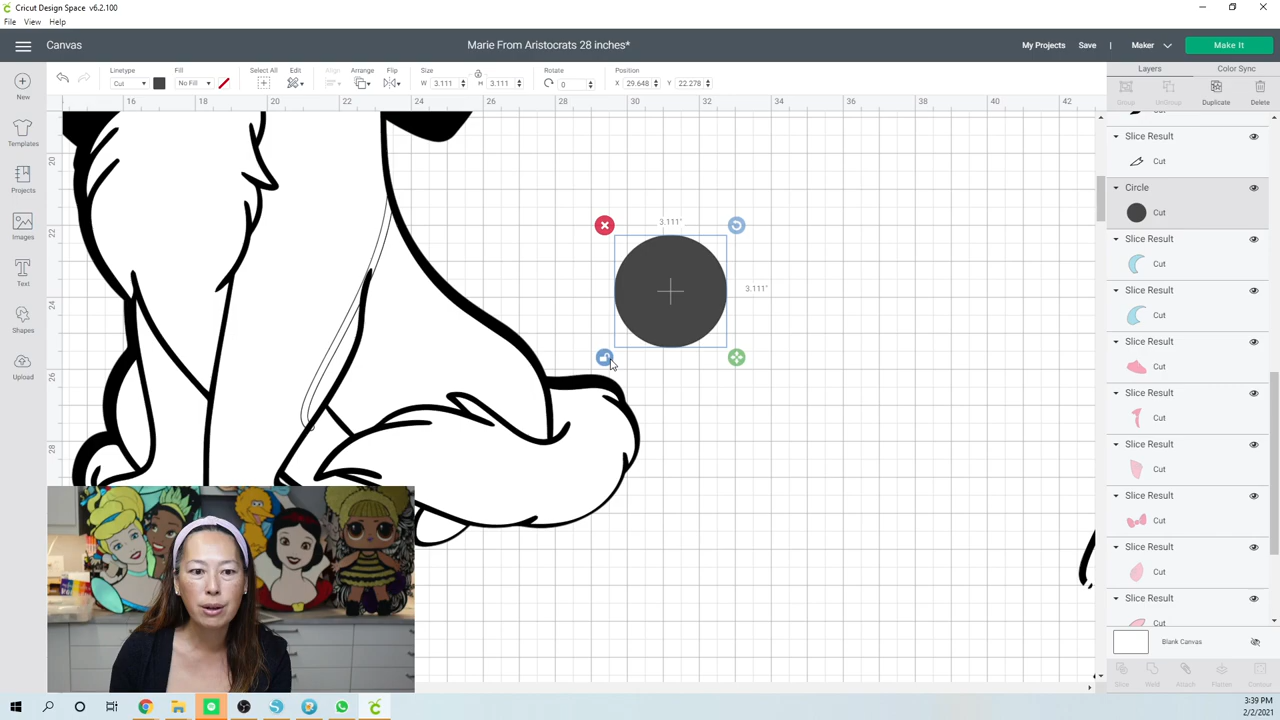 Cricut Design Space v6.2.100
File View Help
Canvas
Marie From Aristocrats 28 inches*
My Projects Save | Maker Make It
Linetype Fill Select All Edit Align Arrange Flip Size Rotate Position
Cut No Fill W 3.111 H 3.111 0 X 29.648 Y 22.278
Layers Color Sync
Group UnGroup Duplicate Delete
New
Templates
Projects
Images
Text
Shapes
Upload
16 18 20 22 24 26 28 30 32 34 36 38 40 42
20
22
24
26
28
3.111"
3.111"
Cut
Slice Result
Cut
Circle
Cut
Slice Result
Cut
Slice Result
Cut
Slice Result
Cut
Slice Result
Cut
Slice Result
Cut
Slice Result
Cut
Slice Result
Cut
Slice Result
Cut
Blank Canvas
Slice Weld Attach Flatten Contour
3:39 PM
2/2/2021